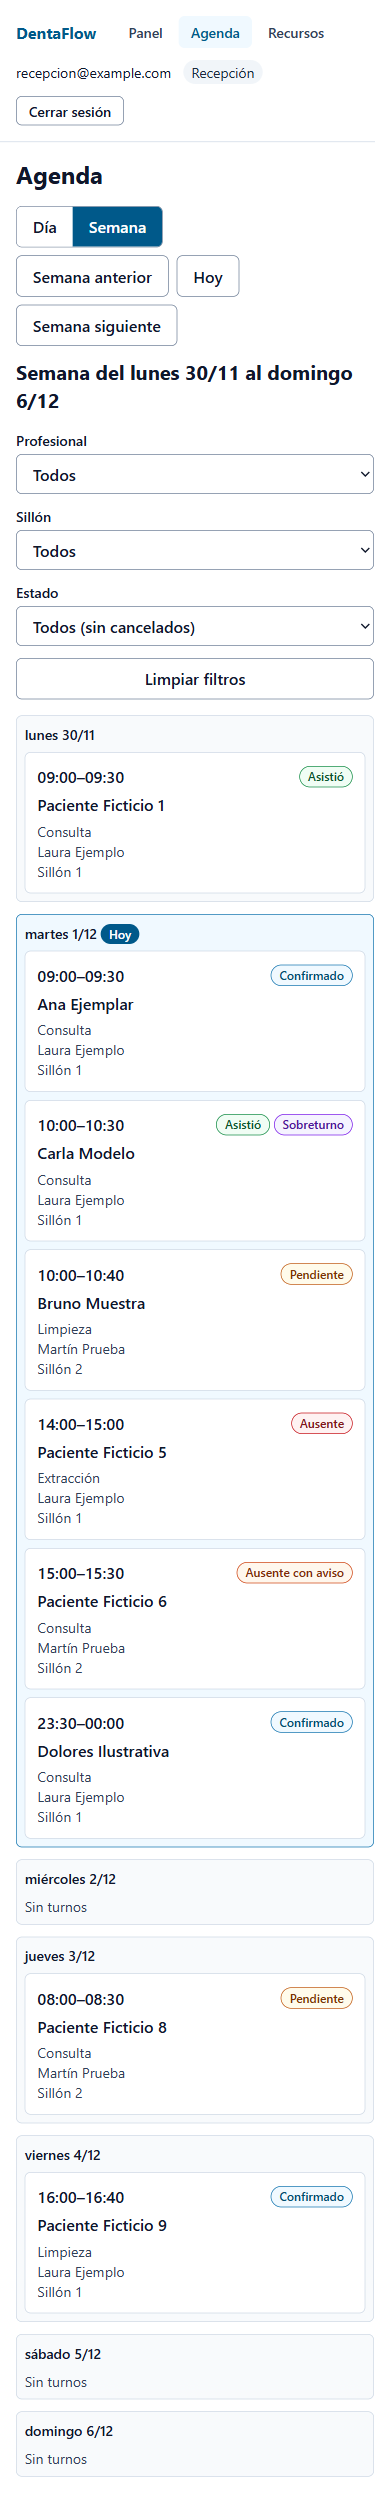 DentaFlow Panel Agenda Recursos
recepcion@example.com Recepción
Cerrar sesión
Agenda
Día Semana
Semana anterior Hoy
Semana siguiente
Semana del lunes 30/11 al domingo
6/12
Profesional
Todos
Sillón
Todos
Estado
Todos (sin cancelados)
Limpiar filtros
lunes 30/11
09:00–09:30 Asistió
Paciente Ficticio 1
Consulta
Laura Ejemplo
Sillón 1
martes 1/12 Hoy
09:00–09:30 Confirmado
Ana Ejemplar
Consulta
Laura Ejemplo
Sillón 1
10:00–10:30 Asistió Sobreturno
Carla Modelo
Consulta
Laura Ejemplo
Sillón 1
10:00–10:40 Pendiente
Bruno Muestra
Limpieza
Martín Prueba
Sillón 2
14:00–15:00 Ausente
Paciente Ficticio 5
Extracción
Laura Ejemplo
Sillón 1
15:00–15:30 Ausente con aviso
Paciente Ficticio 6
Consulta
Martín Prueba
Sillón 2
23:30–00:00 Confirmado
Dolores Ilustrativa
Consulta
Laura Ejemplo
Sillón 1
miércoles 2/12
Sin turnos
jueves 3/12
08:00–08:30 Pendiente
Paciente Ficticio 8
Consulta
Martín Prueba
Sillón 2
viernes 4/12
16:00–16:40 Confirmado
Paciente Ficticio 9
Limpieza
Laura Ejemplo
Sillón 1
sábado 5/12
Sin turnos
domingo 6/12
Sin turnos